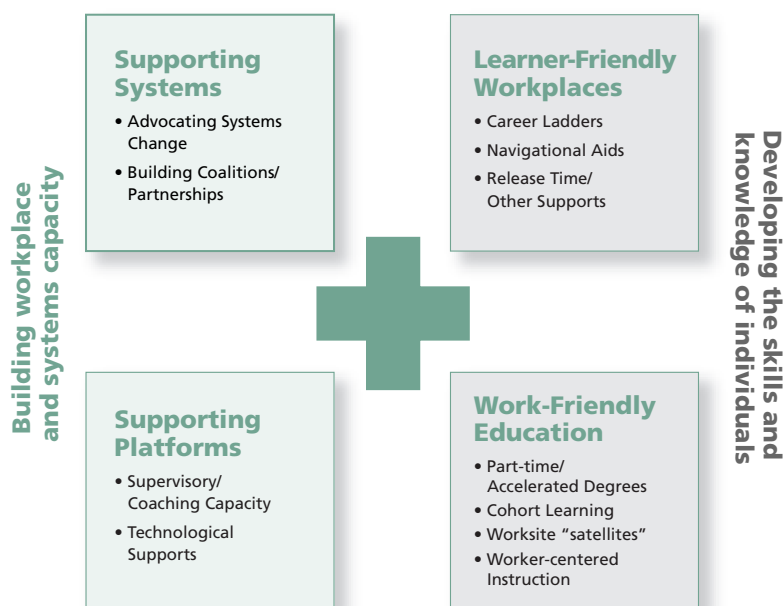 Building workplace
and systems capacity
Supporting
Systems
• Advocating Systems
Change
• Building Coalitions/
Partnerships
Learner-Friendly
Workplaces
• Career Ladders
• Navigational Aids
• Release Time/
Other Supports
Supporting
Platforms
• Supervisory/
Coaching Capacity
• Technological
Supports
Work-Friendly
Education
• Part-time/
Accelerated Degrees
• Cohort Learning
• Worksite “satellites”
• Worker-centered
Instruction
Developing the skills and
knowledge of individuals